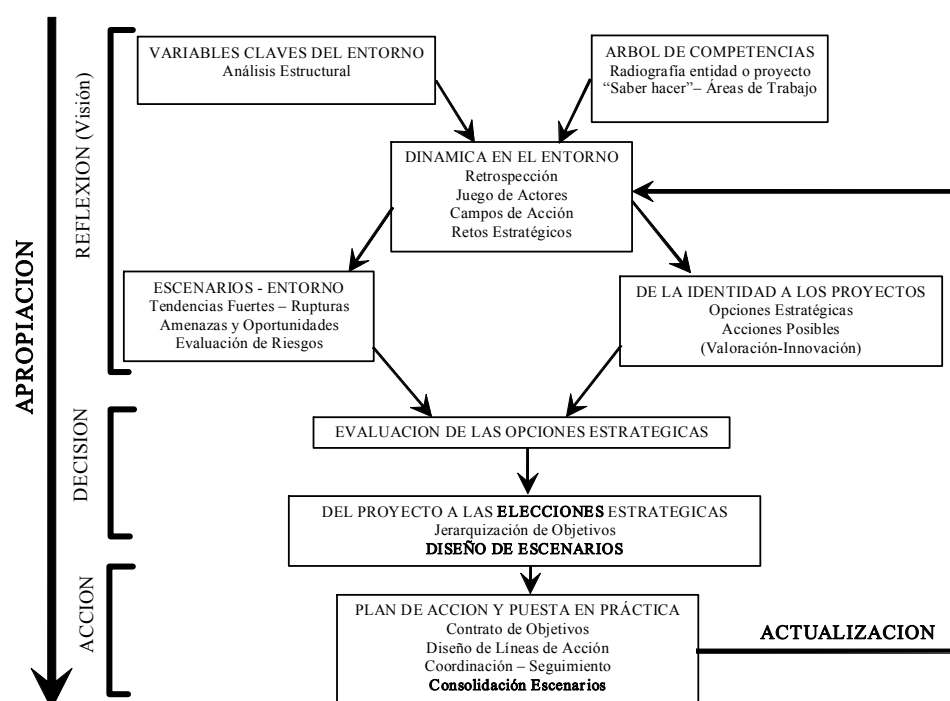 VARIABLES CLAVES DEL ENTORNO
Análisis Estructural
ARBOL DE COMPETENCIAS
Radiografía entidad o proyecto
“Saber hacer”– Áreas de Trabajo
DINAMICA EN EL ENTORNO
Retrospección
Juego de Actores
Campos de Acción
Retos Estratégicos
ESCENARIOS - ENTORNO
Tendencias Fuertes – Rupturas
Amenazas y Oportunidades
Evaluación de Riesgos
DE LA IDENTIDAD A LOS PROYECTOS
Opciones Estratégicas
Acciones Posibles
(Valoración-Innovación)
EVALUACION DE LAS OPCIONES ESTRATEGICAS
DEL PROYECTO A LAS ELECCIONES ESTRATEGICAS
Jerarquización de Objetivos
DISEÑO DE ESCENARIOS
PLAN DE ACCION Y PUESTA EN PRÁCTICA
Contrato de Objetivos
Diseño de Líneas de Acción
Coordinación – Seguimiento
Consolidación Escenarios
ACTUALIZACION
APROPIACION
REFLEXION (Visión)
DECISION
ACCION